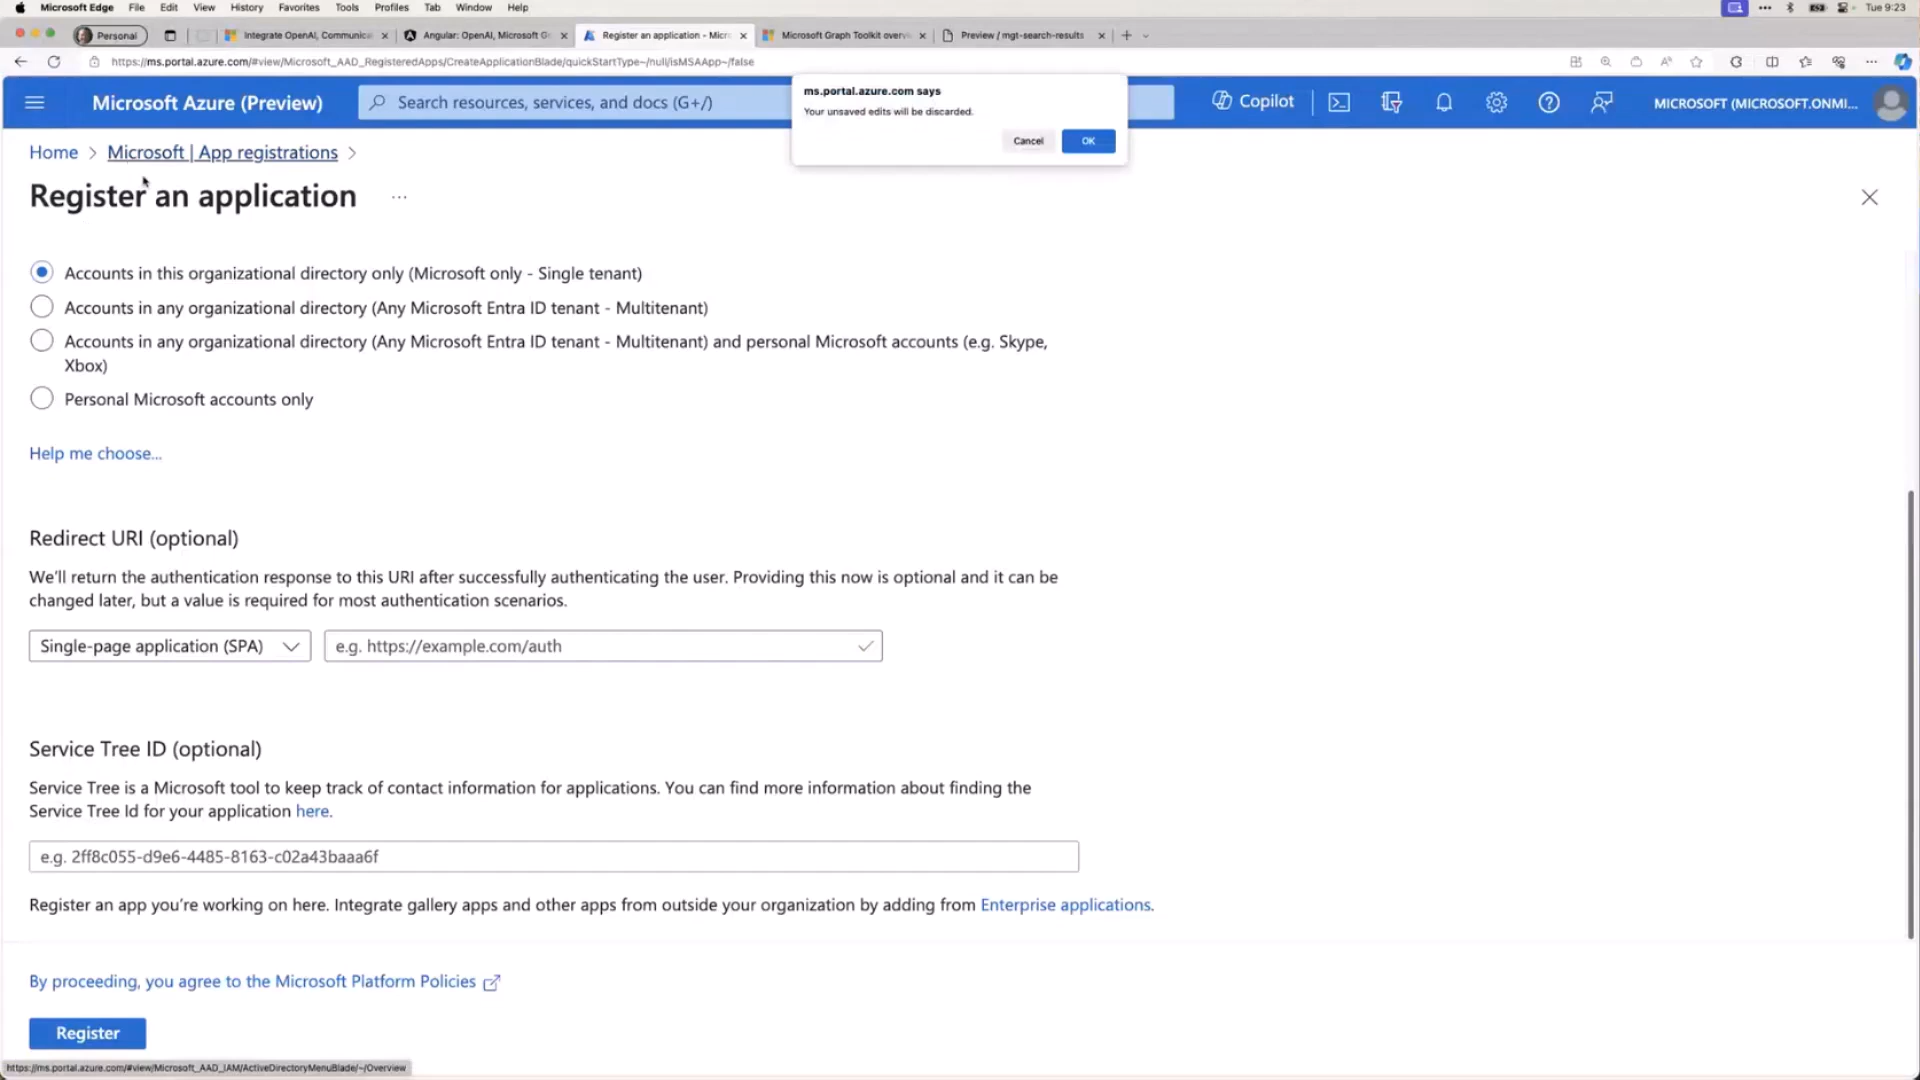 Microsoft Edge File Edit View History Favorites Tools Profiles Tab Window Help
Tue 9:23
Personal
Integrate OpenAI, Communica
Angular: OpenAI, Microsoft G
Register an application - Micr
Microsoft Graph Toolkit overvi
Preview / mgt-search-results
https://ms.portal.azure.com/#view/Microsoft_AAD_RegisteredApps/CreateApplicationBlade/quickStartType~/null/isMSAApp~/false
ms.portal.azure.com says
Your unsaved edits will be discarded.
Cancel
OK
Microsoft Azure (Preview)
Search resources, services, and docs (G+/)
Copilot
MICROSOFT (MICROSOFT.ONMI...
Home > Microsoft | App registrations >
Register an application ...
Accounts in this organizational directory only (Microsoft only - Single tenant)
Accounts in any organizational directory (Any Microsoft Entra ID tenant - Multitenant)
Accounts in any organizational directory (Any Microsoft Entra ID tenant - Multitenant) and personal Microsoft accounts (e.g. Skype,
Xbox)
Personal Microsoft accounts only
Help me choose...
Redirect URI (optional)
We'll return the authentication response to this URI after successfully authenticating the user. Providing this now is optional and it can be
changed later, but a value is required for most authentication scenarios.
Single-page application (SPA)
e.g. https://example.com/auth
Service Tree ID (optional)
Service Tree is a Microsoft tool to keep track of contact information for applications. You can find more information about finding the
Service Tree Id for your application here.
e.g. 2ff8c055-d9e6-4485-8163-c02a43baaa6f
Register an app you're working on here. Integrate gallery apps and other apps from outside your organization by adding from Enterprise applications.
By proceeding, you agree to the Microsoft Platform Policies
Register
https://ms.portal.azure.com/#view/Microsoft_AAD_IAM/ActiveDirectoryMenuBlade/~/Overview